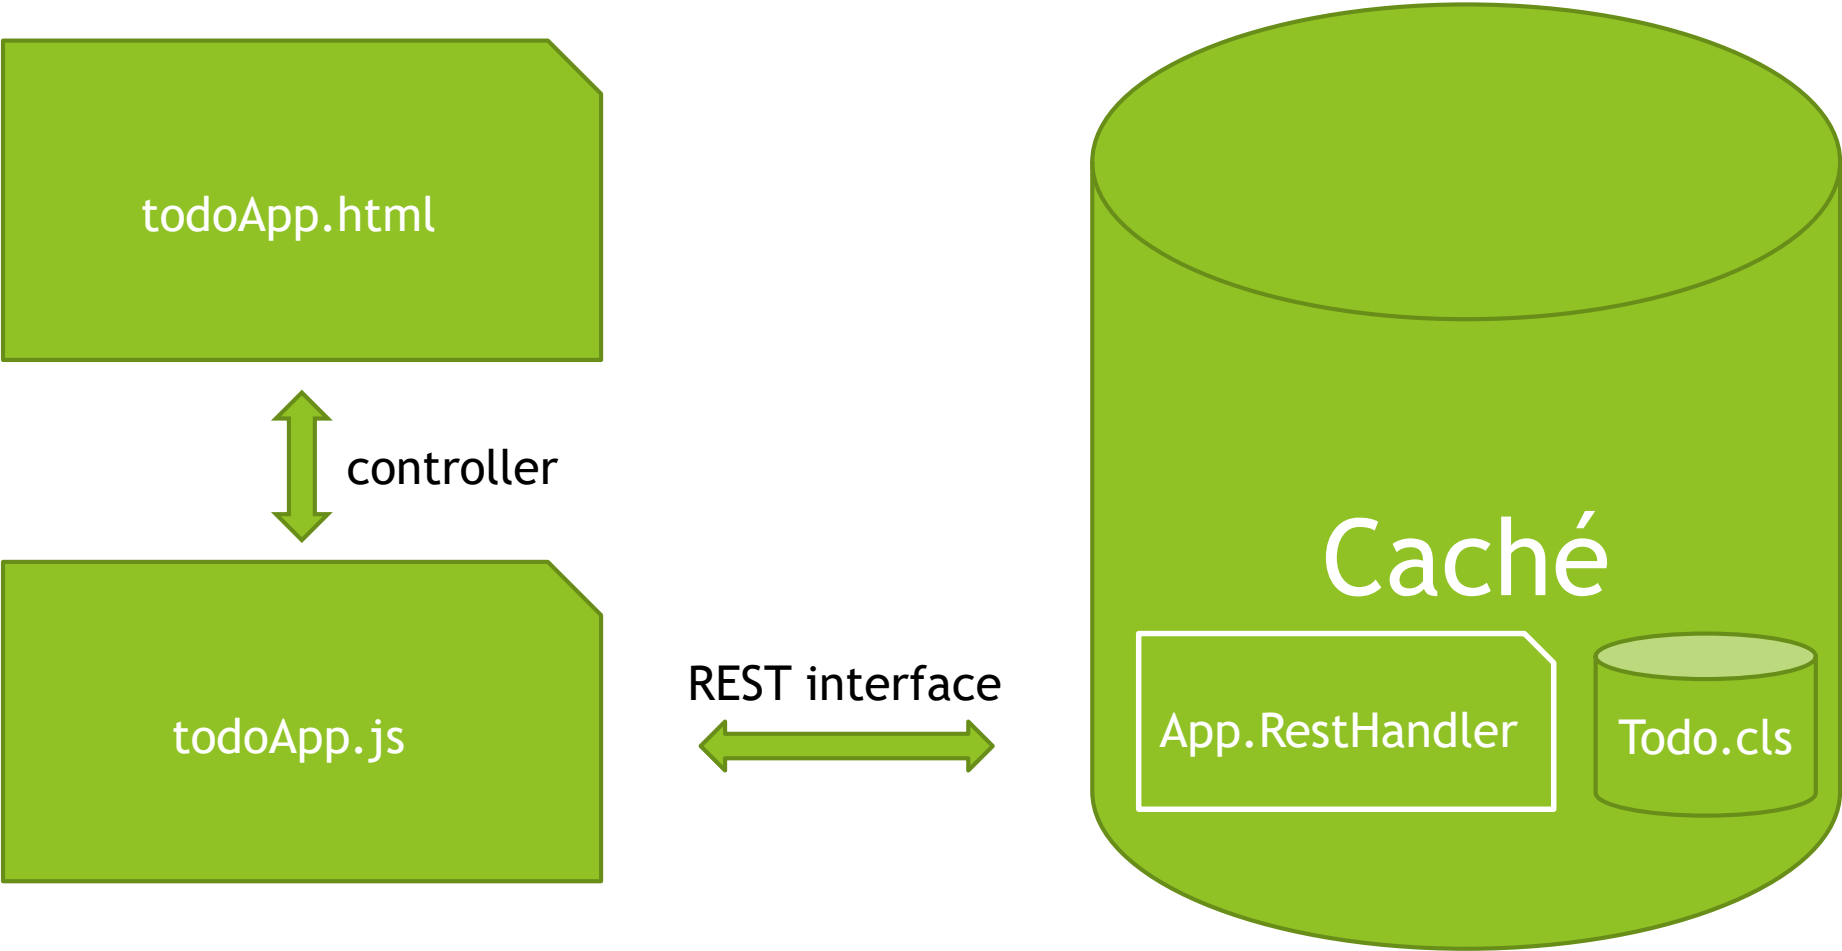 todoApp.html
controller
todoApp.js
REST interface
Caché
App.RestHandler
Todo.cls